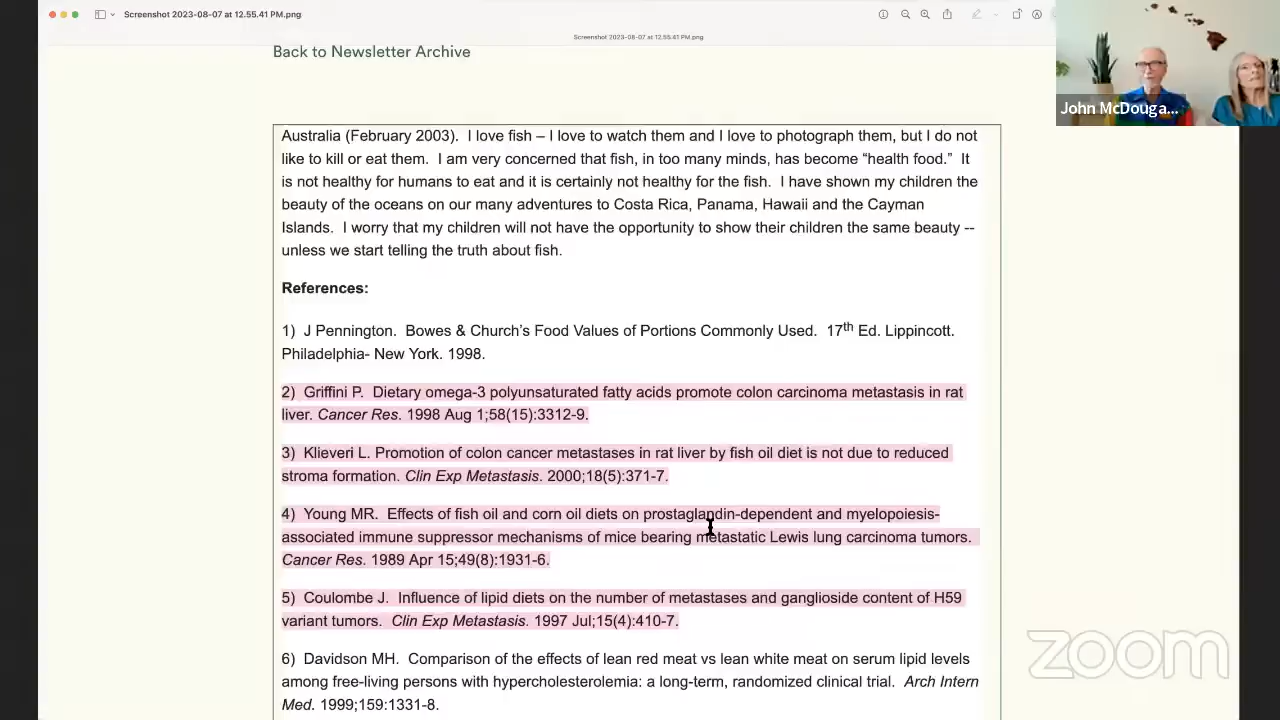 Screenshot 2023-08-07 at 12.55.41 PM.png
Screenshot 2023-08-07 at 12.55.41 PM.png
Back to Newsletter Archive
John McDouga...
Australia (February 2003).  I love fish – I love to watch them and I love to photograph them, but I do not
like to kill or eat them.  I am very concerned that fish, in too many minds, has become “health food.”  It
is not healthy for humans to eat and it is certainly not healthy for the fish.  I have shown my children the
beauty of the oceans on our many adventures to Costa Rica, Panama, Hawaii and the Cayman
Islands.  I worry that my children will not have the opportunity to show their children the same beauty --
unless we start telling the truth about fish.
References:
1)  J Pennington.  Bowes & Church’s Food Values of Portions Commonly Used.  17th Ed. Lippincott.
Philadelphia- New York. 1998.
2)  Griffini P.  Dietary omega-3 polyunsaturated fatty acids promote colon carcinoma metastasis in rat
liver. Cancer Res. 1998 Aug 1;58(15):3312-9.
3)  Klieveri L. Promotion of colon cancer metastases in rat liver by fish oil diet is not due to reduced
stroma formation. Clin Exp Metastasis. 2000;18(5):371-7.
4)  Young MR.  Effects of fish oil and corn oil diets on prostaglandin-dependent and myelopoiesis-
associated immune suppressor mechanisms of mice bearing metastatic Lewis lung carcinoma tumors.
Cancer Res. 1989 Apr 15;49(8):1931-6.
5)  Coulombe J.  Influence of lipid diets on the number of metastases and ganglioside content of H59
variant tumors.  Clin Exp Metastasis. 1997 Jul;15(4):410-7.
6)  Davidson MH.  Comparison of the effects of lean red meat vs lean white meat on serum lipid levels
among free-living persons with hypercholesterolemia: a long-term, randomized clinical trial.  Arch Intern
Med. 1999;159:1331-8.
zoom